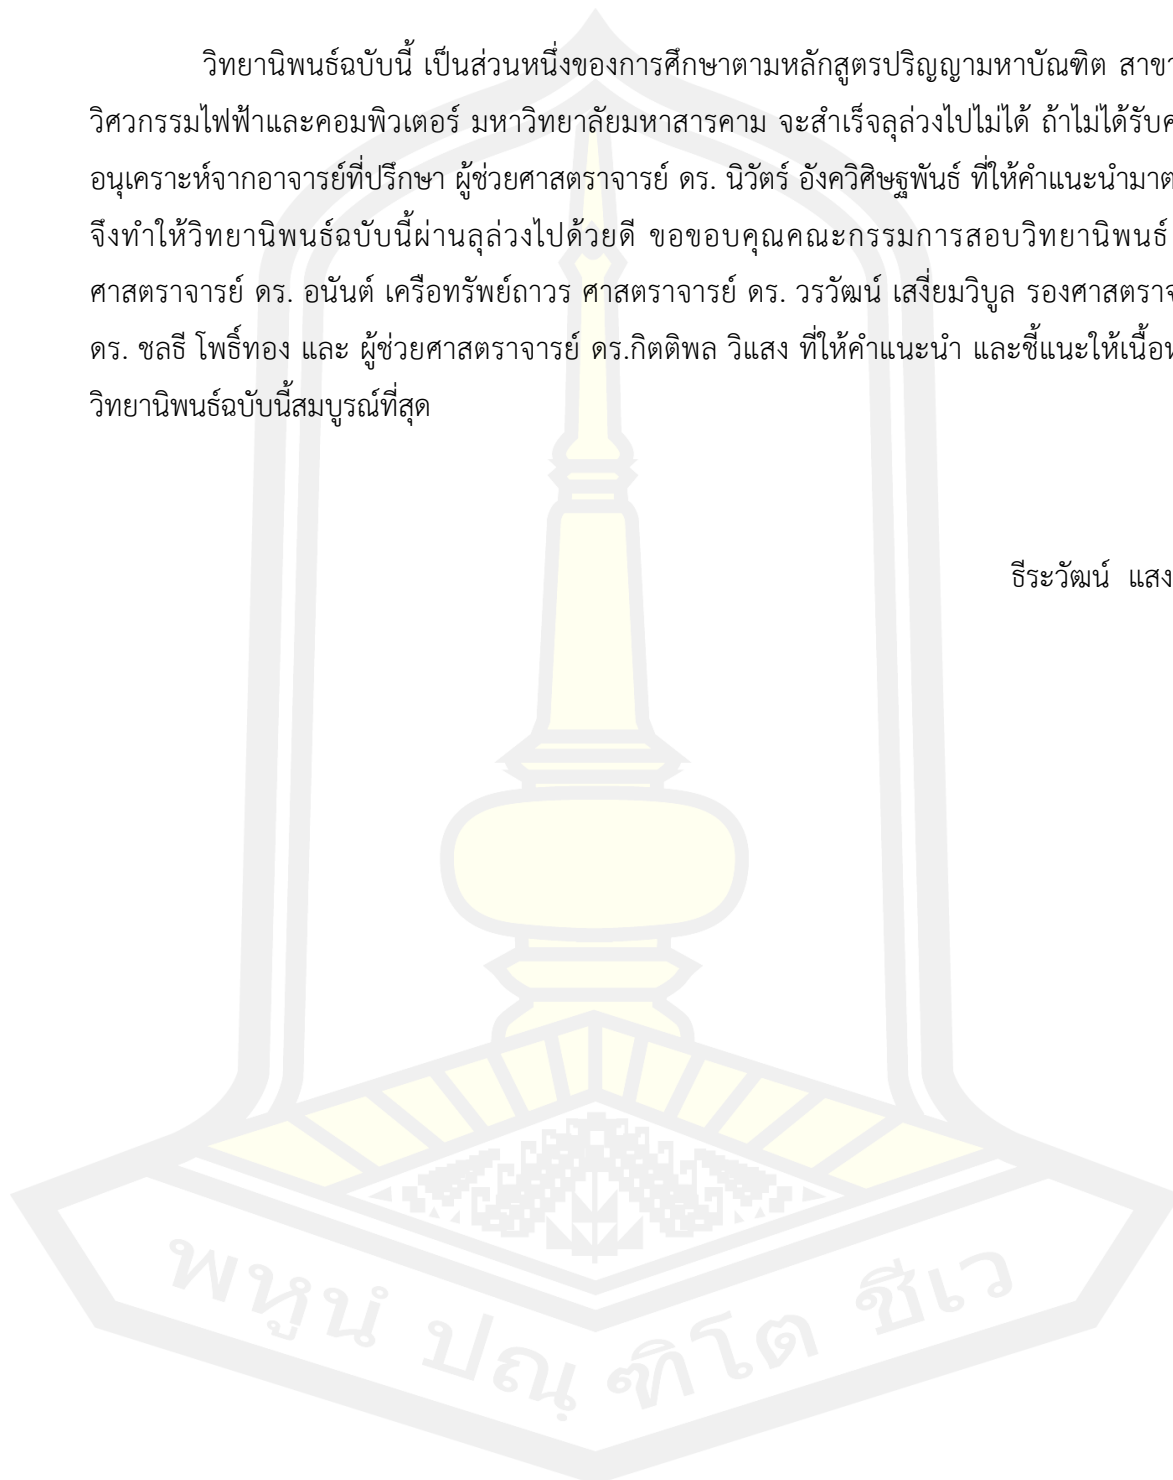 วิทยานิพนธ์ฉบับนี้ เป็นส่วนหนึ่งของการศึกษาตามหลักสูตรปริญญามหาบัณฑิต สาขา
วิศวกรรมไฟฟ้าและคอมพิวเตอร์ มหาวิทยาลัยมหาสารคาม จะสำเร็จลุล่วงไปไม่ได้ ถ้าไม่ได้รับค
อนุเคราะห์จากอาจารย์ที่ปรึกษา ผู้ช่วยศาสตราจารย์ ดร. นิวัตร์ อังควิศิษฐพันธ์ ที่ให้คำแนะนำมาต
จึงทำให้วิทยานิพนธ์ฉบับนี้ผ่านลุล่วงไปด้วยดี ขอขอบคุณคณะกรรมการสอบวิทยานิพนธ์
ศาสตราจารย์ ดร. อนันต์ เครือทรัพย์ถาวร ศาสตราจารย์ ดร. วรวัฒน์ เสงี่ยมวิบูล รองศาสตราจ
ดร. ชลธี โพธิ์ทอง และ ผู้ช่วยศาสตราจารย์ ดร.กิตติพล วิแสง ที่ให้คำแนะนำ และชี้แนะให้เนื้อห
วิทยานิพนธ์ฉบับนี้สมบูรณ์ที่สุด
ธีระวัฒน์ แสง
พหูนํ ปณฺฑิโต ชีเว